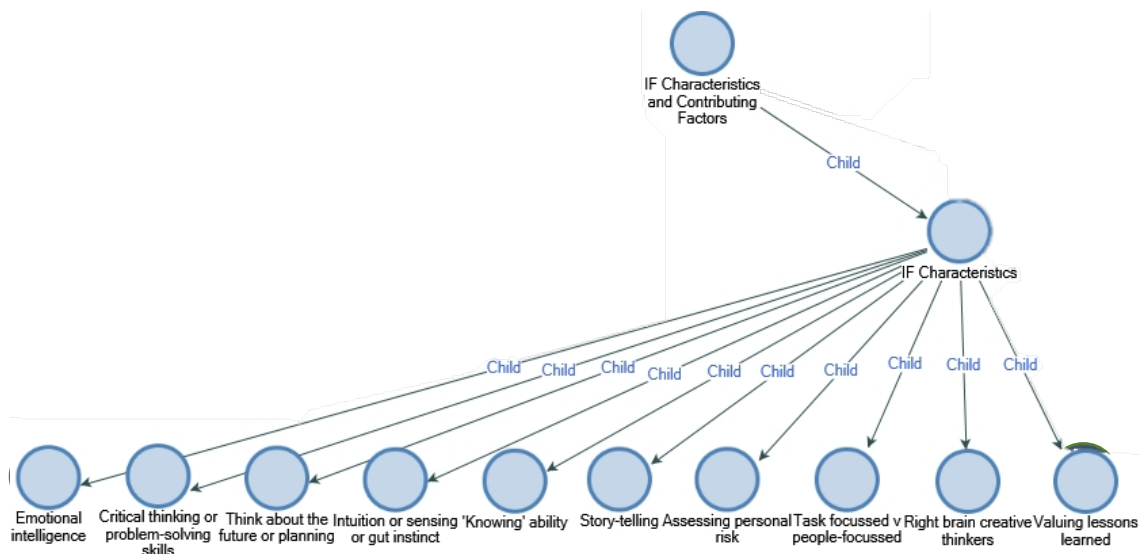 IF Characteristics
and Contributing
Factors
Child
IF Characteristics
Child
Child
Child
Child
Child
Child
Child
Child
Child
Child
Emotional
intelligence
Critical thinking or
problem-solving
skills
Think about the
future or planning
Intuition or sensing
or gut instinct
'Knowing' ability
Story-telling
Assessing personal
risk
Task focussed v
people-focussed
Right brain creative
thinkers
Valuing lessons
learned